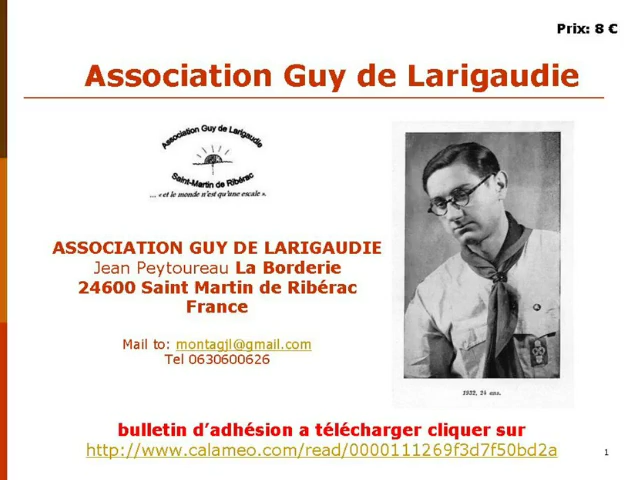 Prix: 8 €
Association Guy de Larigaudie
Association Guy de Larigaudie
Saint-Martin de Ribérac
... « et le monde n'est qu'une escale ».
ASSOCIATION GUY DE LARIGAUDIE
Jean Peytoureau La Borderie
24600 Saint Martin de Ribérac
France
Mail to: montagjl@gmail.com
Tel 0630600626
1932, 24 ans.
bulletin d’adhésion a télécharger cliquer sur
http://www.calameo.com/read/0000111269f3d7f50bd2a
1